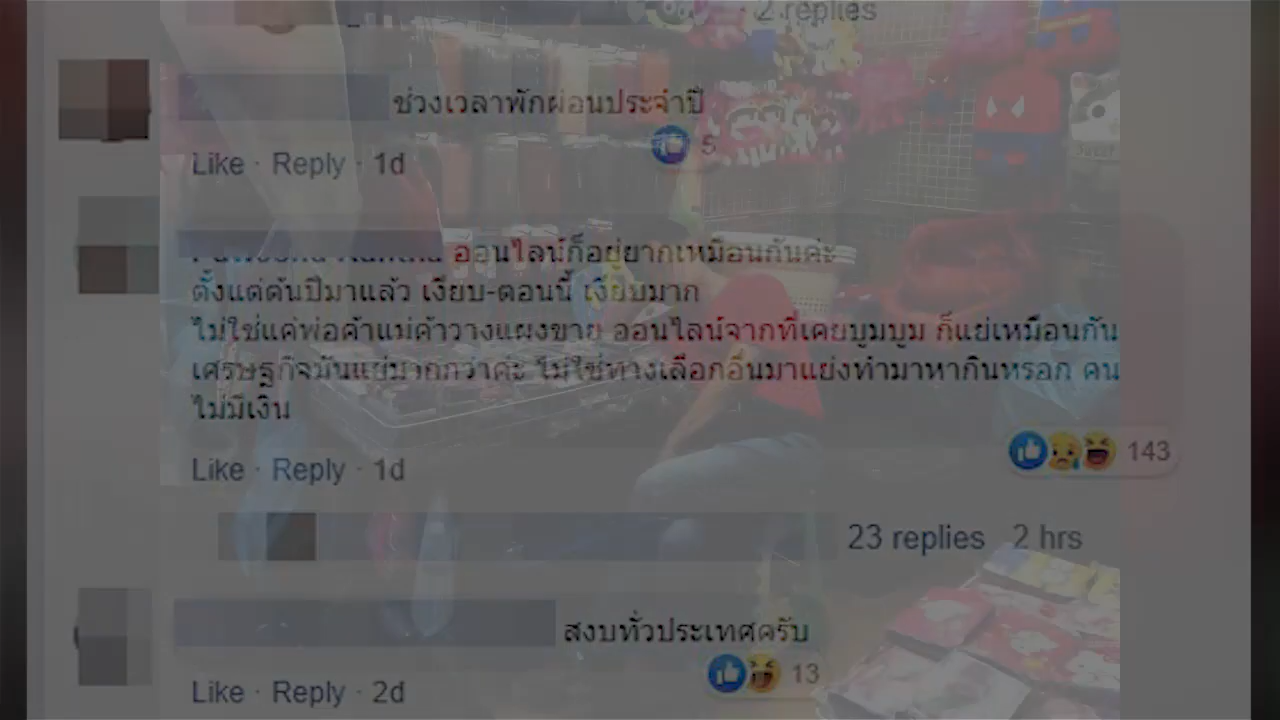 2 replies
ช่วงเวลาพักผ่อนประจำปี
5
Like · Reply · 1d
ออนไลน์ก็อยู่ยากเหมือนกันค่ะ
ตั้งแต่ต้นปีมาแล้ว เงียบ-ตอนนี้ เงียบมาก
ไม่ใช่แค่พ่อค้าแม่ค้าวางแผงขาย ออนไลน์จากที่เคยบูมบูม ก็แย่เหมือนกัน
เศรษฐกิจมันแย่มากกว่าค่ะ ไม่ใช่ทางเลือกอื่นมาแย่งทำมาหากินหรอก คน
ไม่มีเงิน
143
Like · Reply · 1d
23 replies 2 hrs
สงบทั่วประเทศครับ
13
Like · Reply · 2d